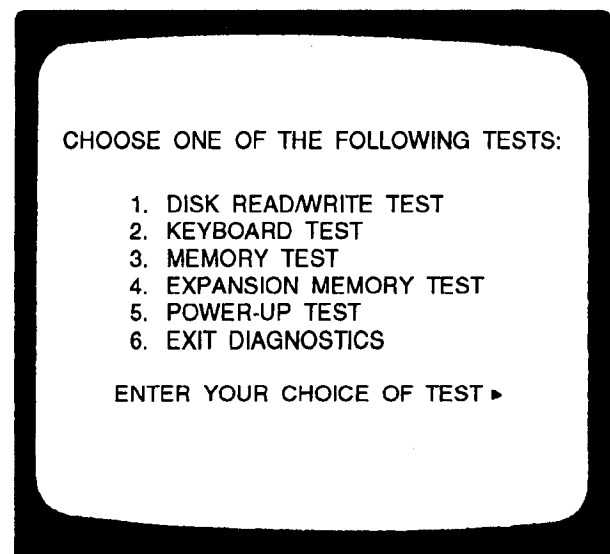 CHOOSE ONE OF THE FOLLOWING TESTS:
1. DISK READ/WRITE TEST
2. KEYBOARD TEST
3. MEMORY TEST
4. EXPANSION MEMORY TEST
5. POWER-UP TEST
6. EXIT DIAGNOSTICS
ENTER YOUR CHOICE OF TEST ▸